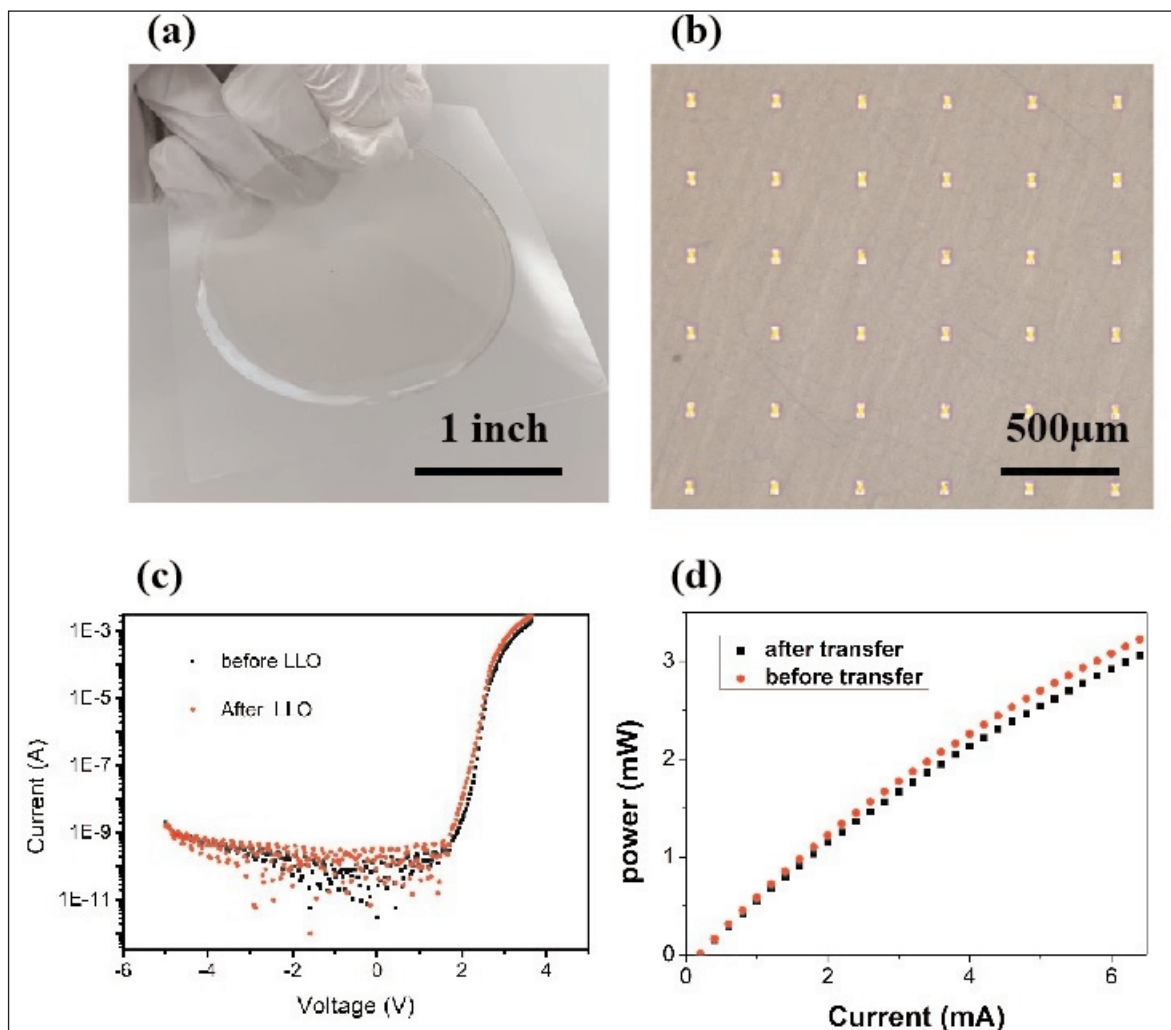 (a)
(b)
1 inch
500μm
(c)
(d)
1E-3
1E-5
1E-7
1E-9
1E-11
Current (A)
before LLO
After LLO
-6 -4 -2 0 2 4
Voltage (V)
3
2
1
0
power (mW)
after transfer
before transfer
0 2 4 6
Current (mA)